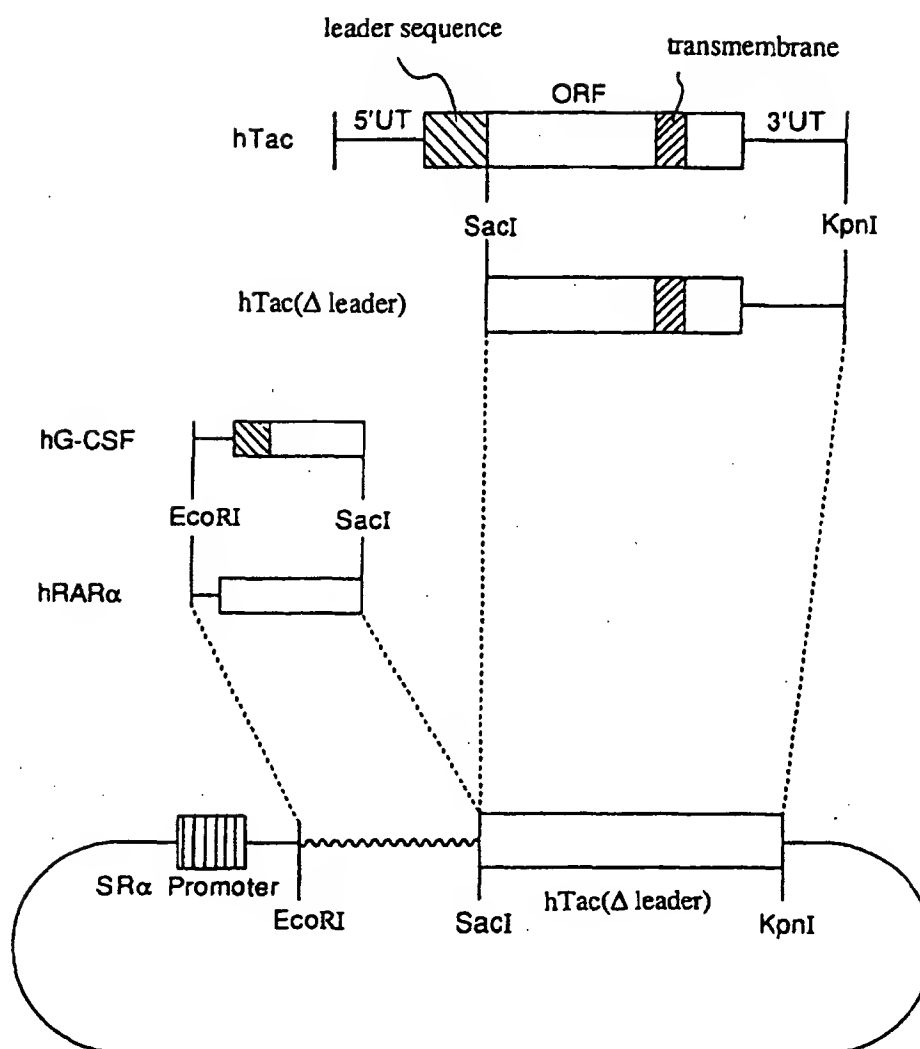 leader sequence
transmembrane
ORF
5'UT
3'UT
hTac
SacI
KpnI
hTac(Δ leader)
hG-CSF
EcoRI
SacI
hRARα
SRα Promoter
hTac(Δ leader)
EcoRI
SacI
KpnI